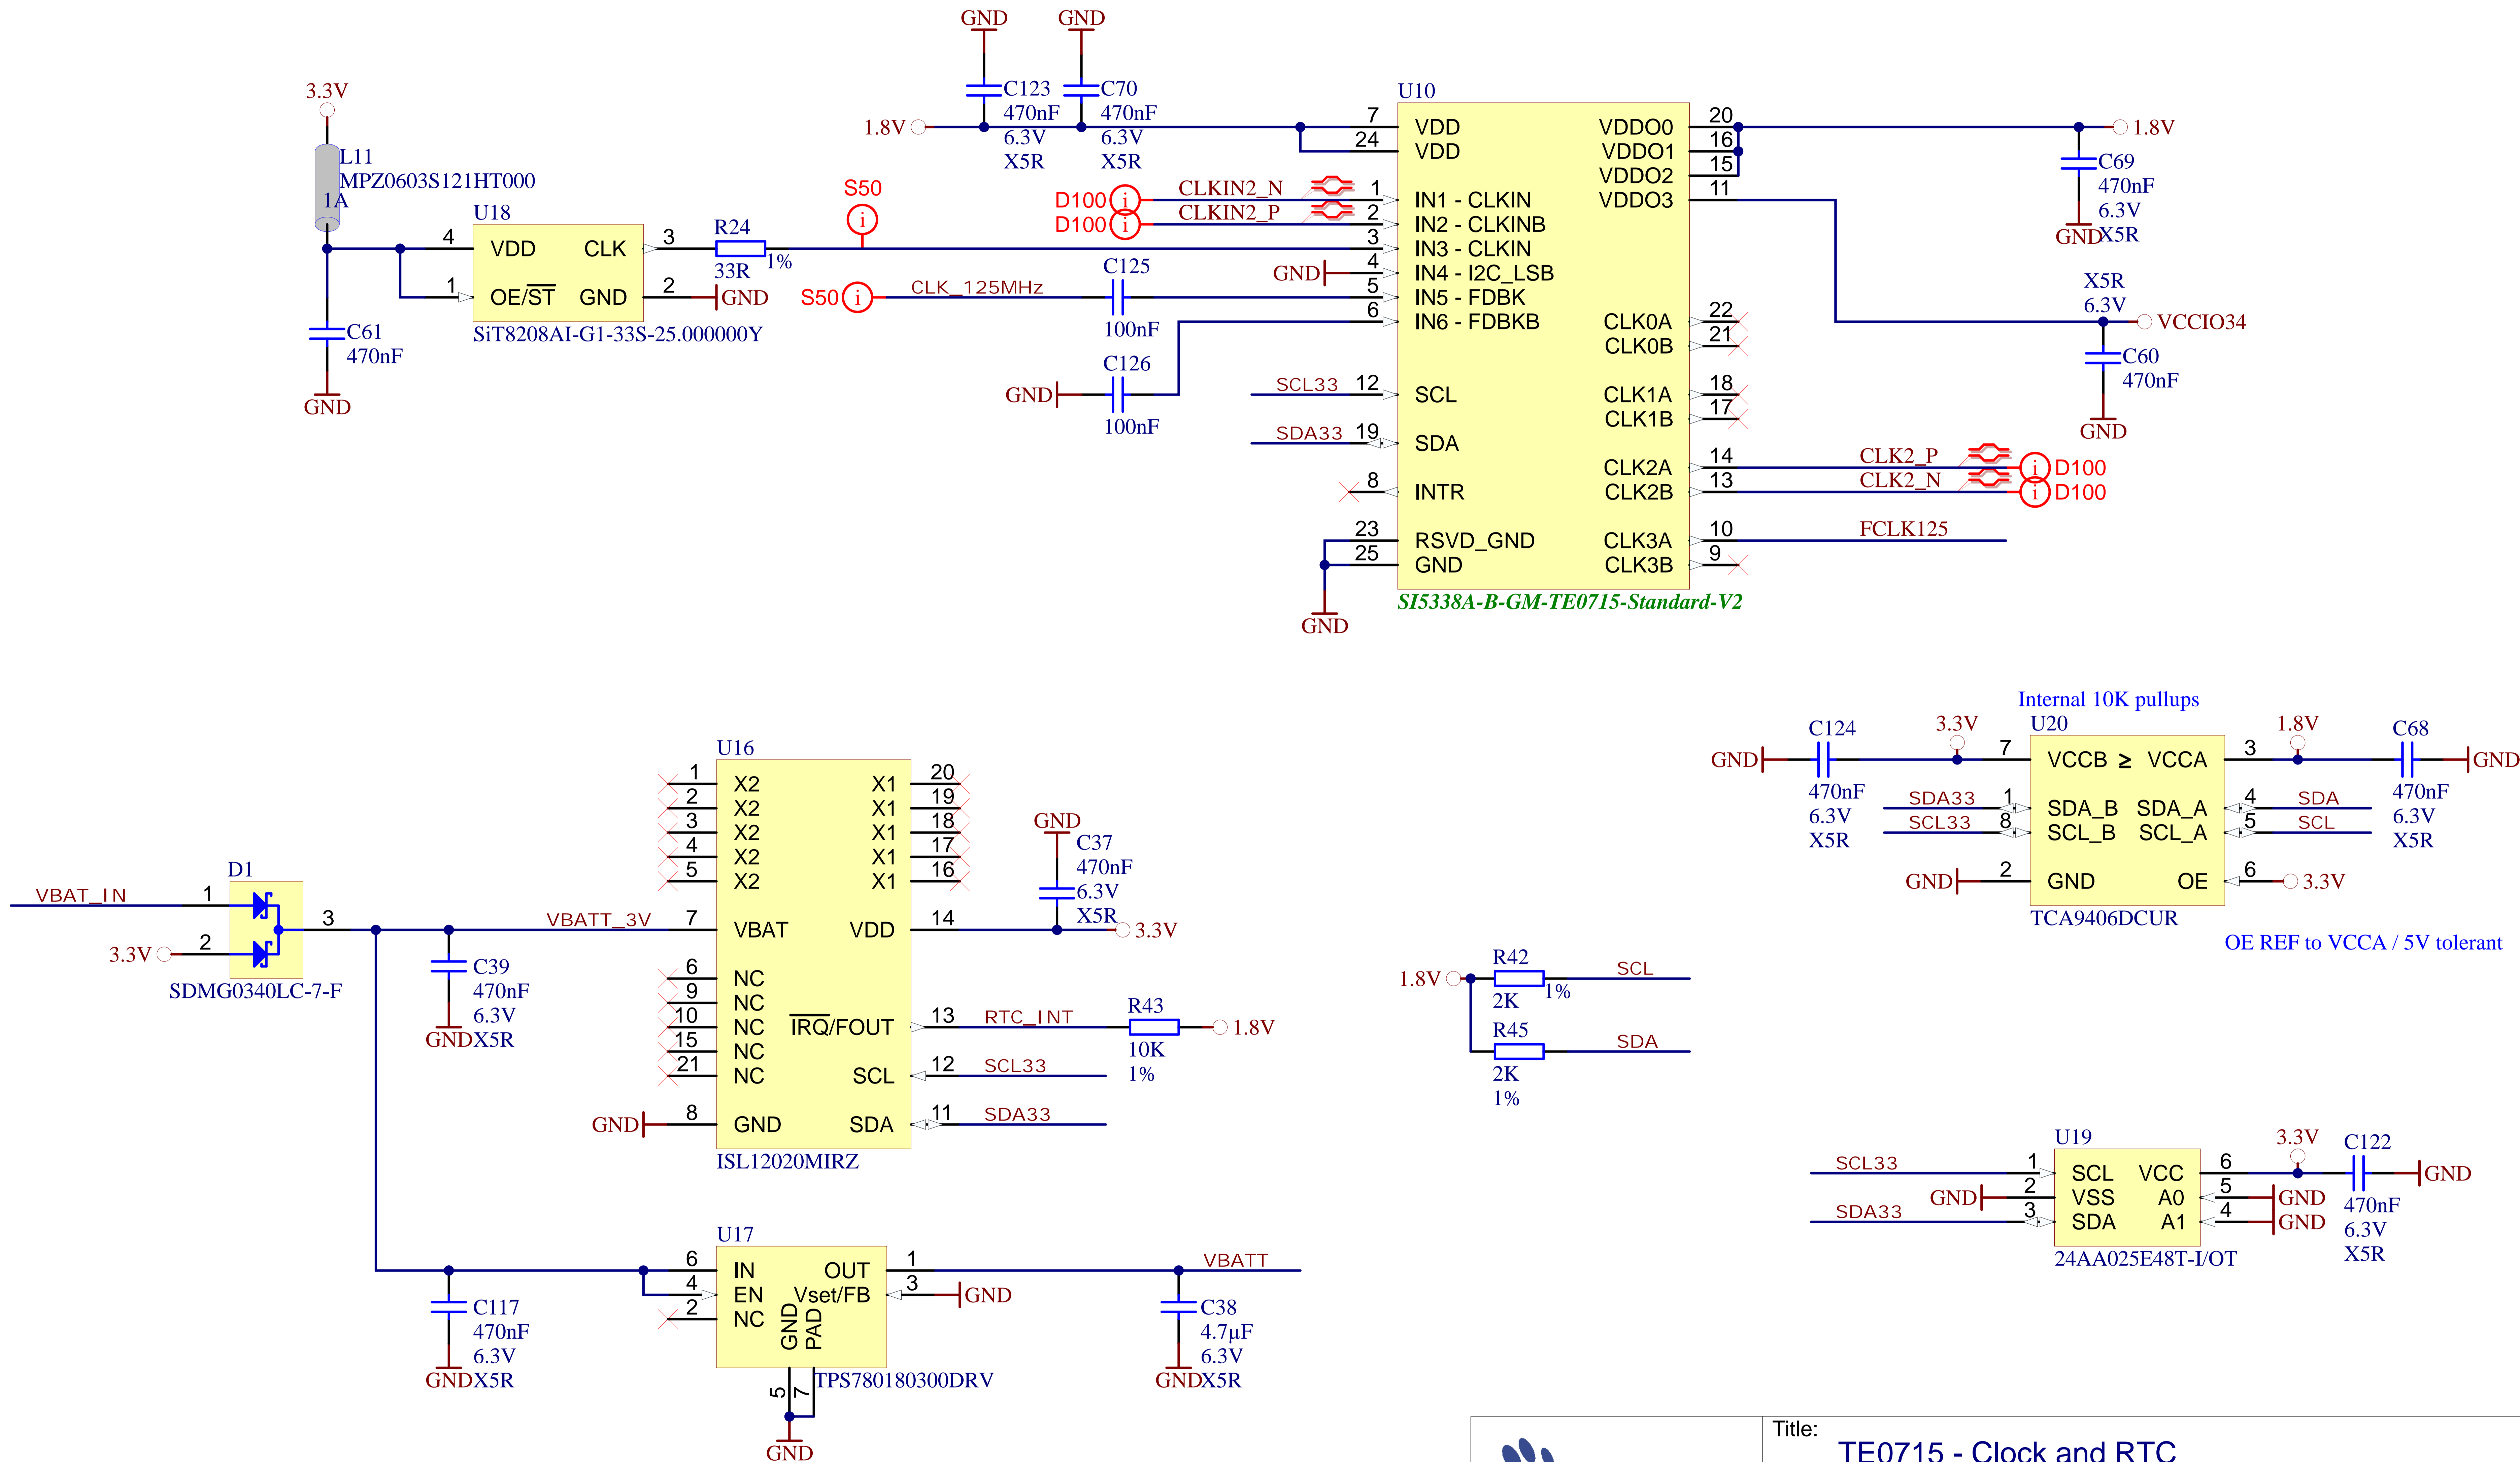 GND
GND
C123
470nF
6.3V
X5R
C70
470nF
6.3V
X5R
1.8V
3.3V
L11
MPZ0603S121HT000
1A
U18
4
VDD
CLK
3
1
OE/ST
GND
2
GND
SiT8208AI-G1-33S-25.000000Y
C61
470nF
GND
R24
33R
1%
S50
D100
i
CLKIN2_N
D100
i
CLKIN2_P
GND
S50
i
CLK_125MHz
C125
100nF
GND
C126
100nF
SCL33
SDA33
U10
7
VDD
24
VDD
1
IN1 - CLKIN
2
IN2 - CLKINB
3
IN3 - CLKIN
4
IN4 - I2C_LSB
5
IN5 - FDBK
6
IN6 - FDBKB
12
SCL
19
SDA
8
INTR
23
RSVD_GND
25
GND
VDDO0
20
VDDO1
16
VDDO2
15
VDDO3
11
CLK0A
22
CLK0B
21
CLK1A
18
CLK1B
17
CLK2A
14
CLK2B
13
CLK3A
10
CLK3B
9
SI5338A-B-GM-TE0715-Standard-V2
GND
1.8V
C69
470nF
6.3V
X5R
GND
X5R
6.3V
VCCIO34
C60
470nF
GND
CLK2_P
i
D100
CLK2_N
i
D100
FCLK125
VBAT_IN
D1
1
3.3V
2
3
SDMG0340LC-7-F
C39
470nF
6.3V
X5R
GND
VBATT_3V
U16
1
X2
2
X2
3
X2
4
X2
5
X2
7
VBAT
6
NC
9
NC
10
NC
15
NC
21
NC
GND
8
GND
X1
20
X1
19
X1
18
X1
17
X1
16
VDD
14
IRQ/FOUT
13
SCL
12
SDA
11
ISL12020MIRZ
GND
C37
470nF
6.3V
X5R
3.3V
RTC_INT
R43
10K
1%
1.8V
SCL33
SDA33
C117
470nF
6.3V
X5R
GND
U17
6
IN
4
EN
2
NC
OUT
1
Vset/FB
3
GND
GND
PAD
5
7
TPS780180300DRV
GND
VBATT
C38
4.7µF
6.3V
X5R
GND
1.8V
R42
2K
1%
SCL
R45
2K
1%
SDA
Internal 10K pullups
U20
GND
C124
470nF
6.3V
X5R
3.3V
7
VCCB ≥ VCCA
3
1.8V
C68
470nF
6.3V
X5R
GND
SDA33
1
SDA_B
SDA_A
4
SDA
SCL33
8
SCL_B
SCL_A
5
SCL
GND
2
GND
OE
6
3.3V
TCA9406DCUR
OE REF to VCCA / 5V tolerant
U19
SCL33
1
SCL
VCC
6
3.3V
C122
470nF
6.3V
X5R
GND
GND
2
VSS
A0
5
GND
SDA33
3
SDA
A1
4
GND
24AA025E48T-I/OT
Title:
TE0715 - Clock and RTC